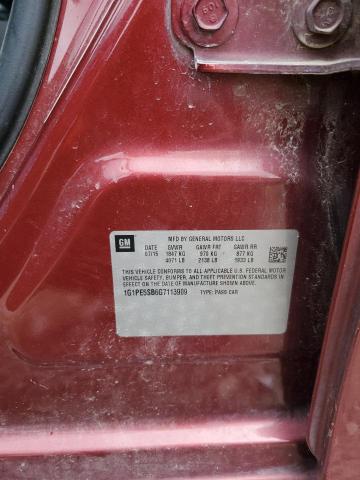 GM
MFD BY GENERAL MOTORS LLC
DATE GVWR GAWR FRT GAWR RR
07/15 1847 KG 970 KG 877 KG
4071 LB 2138 LB 1933 LB
THIS VEHICLE CONFORMS TO ALL APPLICABLE U.S. FEDERAL MOTOR
VEHICLE SAFETY, BUMPER, AND THEFT PREVENTION STANDARDS IN
EFFECT ON THE DATE OF MANUFACTURE SHOWN ABOVE.
1G1PE5SB6G7113909 TYPE: PASS CAR